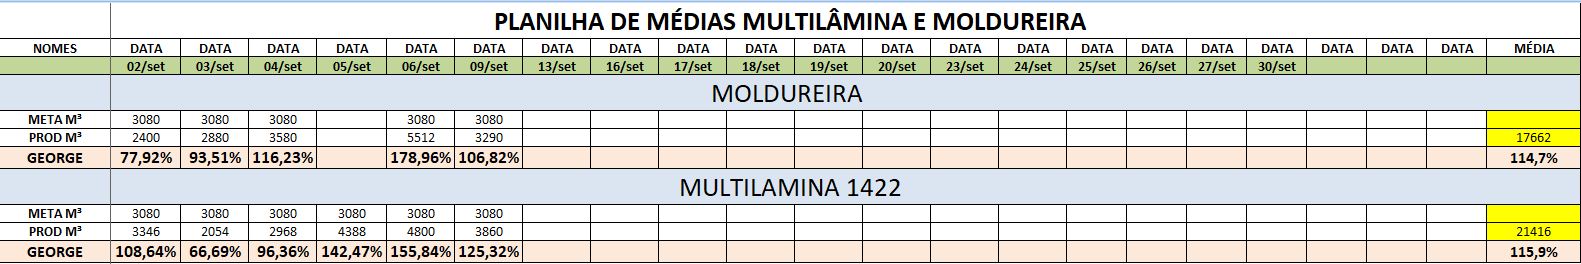 PLANILHA DE MÉDIAS MULTILÂMINA E MOLDUREIRA
NOMES DATA DATA DATA DATA DATA DATA DATA DATA DATA DATA DATA DATA DATA DATA DATA DATA DATA DATA DATA DATA DATA MÉDIA
02/set 03/set 04/set 05/set 06/set 09/set 13/set 16/set 17/set 18/set 19/set 20/set 23/set 24/set 25/set 26/set 27/set 30/set
MOLDUREIRA
META M³ 3080 3080 3080 3080 3080
PROD M³ 2400 2880 3580 5512 3290 17662
GEORGE 77,92% 93,51% 116,23% 178,96% 106,82% 114,7%
MULTILAMINA 1422
META M³ 3080 3080 3080 3080 3080 3080
PROD M³ 3346 2054 2968 4388 4800 3860 21416
GEORGE 108,64% 66,69% 96,36% 142,47% 155,84% 125,32% 115,9%